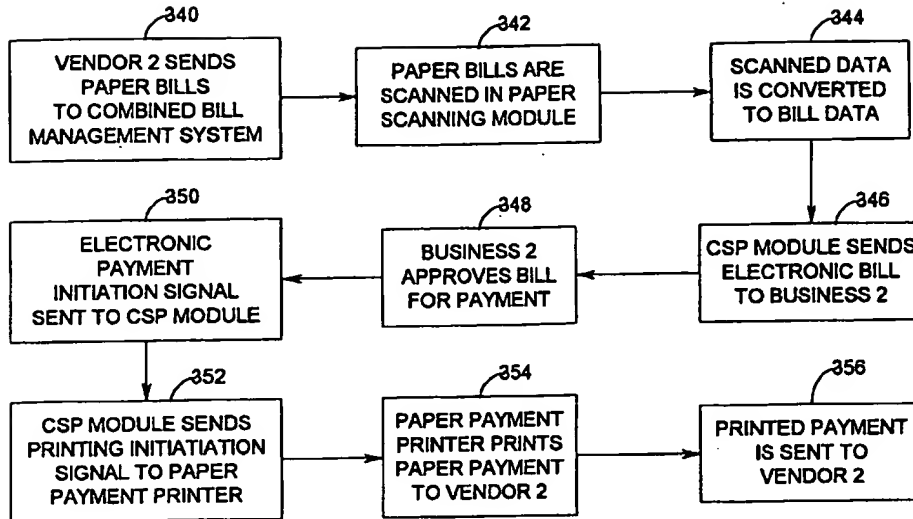 340
VENDOR 2 SENDS
PAPER BILLS
TO COMBINED BILL
MANAGEMENT SYSTEM
342
PAPER BILLS ARE
SCANNED IN PAPER
SCANNING MODULE
344
SCANNED DATA
IS CONVERTED
TO BILL DATA
346
CSP MODULE SENDS
ELECTRONIC BILL
TO BUSINESS 2
348
BUSINESS 2
APPROVES BILL
FOR PAYMENT
350
ELECTRONIC
PAYMENT
INITIATION SIGNAL
SENT TO CSP MODULE
352
CSP MODULE SENDS
PRINTING INITIATIATION
SIGNAL TO PAPER
PAYMENT PRINTER
354
PAPER PAYMENT
PRINTER PRINTS
PAPER PAYMENT
TO VENDOR 2
356
PRINTED PAYMENT
IS SENT TO
VENDOR 2